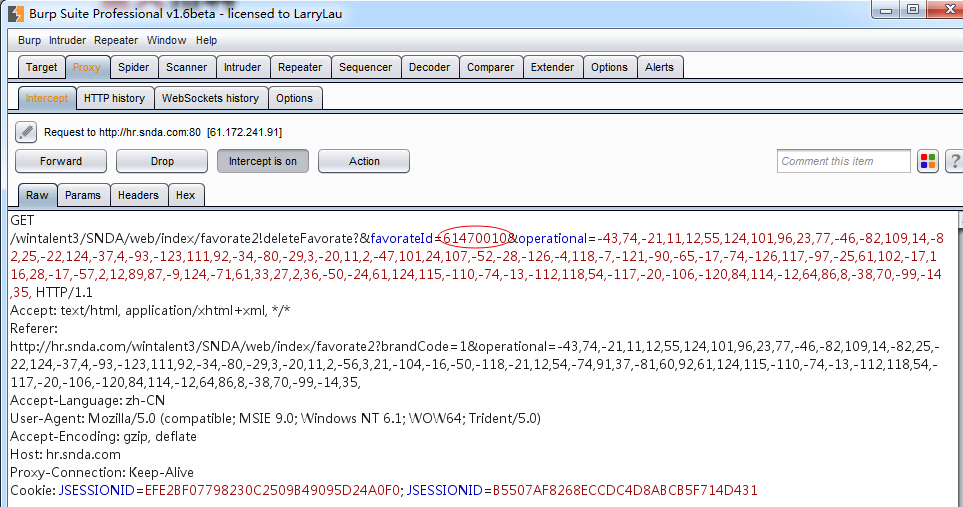 Burp Suite Professional v1.6beta - licensed to LarryLau
Burp Intruder Repeater Window Help
Target Proxy Spider Scanner Intruder Repeater Sequencer Decoder Comparer Extender Options Alerts
Intercept HTTP history WebSockets history Options
Request to http://hr.snda.com:80 [61.172.241.91]
Forward Drop Intercept is on Action Comment this item ?
Raw Params Headers Hex
GET
/wintalent3/SNDA/web/index/favorate2!deleteFavorate?&favorateId=61470010&operational=-43,74,-21,11,12,55,124,101,96,23,77,-46,-82,109,14,-8
2,25,-22,124,-37,4,-93,-123,111,92,-34,-80,-29,3,-20,11,2,-47,101,24,107,-52,-28,-126,-4,118,-7,-121,-90,-65,-17,-74,-126,117,-97,-25,61,102,-17,1
16,28,-17,-57,2,12,89,87,-9,124,-71,61,33,27,2,36,-50,-24,61,124,115,-110,-74,-13,-112,118,54,-117,-20,-106,-120,84,114,-12,64,86,8,-38,70,-99,-14
,35, HTTP/1.1
Accept: text/html, application/xhtml+xml, */*
Referer:
http://hr.snda.com/wintalent3/SNDA/web/index/favorate2?brandCode=1&operational=-43,74,-21,11,12,55,124,101,96,23,77,-46,-82,109,14,-82,25,-
22,124,-37,4,-93,-123,111,92,-34,-80,-29,3,-20,11,2,-56,3,21,-104,-16,-50,-118,-21,12,54,-74,91,37,-81,60,92,61,124,115,-110,-74,-13,-112,118,54,-
117,-20,-106,-120,84,114,-12,64,86,8,-38,70,-99,-14,35,
Accept-Language: zh-CN
User-Agent: Mozilla/5.0 (compatible; MSIE 9.0; Windows NT 6.1; WOW64; Trident/5.0)
Accept-Encoding: gzip, deflate
Host: hr.snda.com
Proxy-Connection: Keep-Alive
Cookie: JSESSIONID=EFE2BF07798230C2509B49095D24A0F0; JSESSIONID=B5507AF8268ECCDC4D8ABCB5F714D431